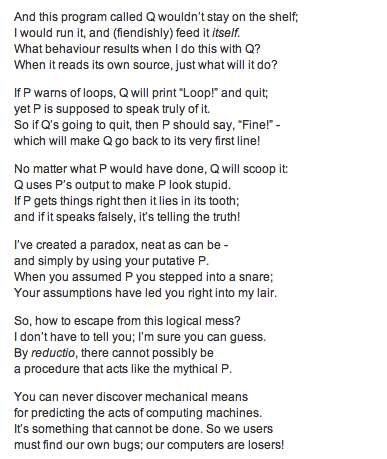 And this program called Q wouldn't stay on the shelf;
I would run it, and (fiendishly) feed it itself.
What behaviour results when I do this with Q?
When it reads its own source, just what will it do?

If P warns of loops, Q will print "Loop!" and quit;
yet P is supposed to speak truly of it.
So if Q's going to quit, then P should say, "Fine!" -
which will make Q go back to its very first line!

No matter what P would have done, Q will scoop it:
Q uses P's output to make P look stupid.
If P gets things right then it lies in its tooth;
and if it speaks falsely, it's telling the truth!

I've created a paradox, neat as can be -
and simply by using your putative P.
When you assumed P you stepped into a snare;
Your assumptions have led you right into my lair.

So, how to escape from this logical mess?
I don't have to tell you; I'm sure you can guess.
By reductio, there cannot possibly be
a procedure that acts like the mythical P.

You can never discover mechanical means
for predicting the acts of computing machines.
It's something that cannot be done. So we users
must find our own bugs; our computers are losers!